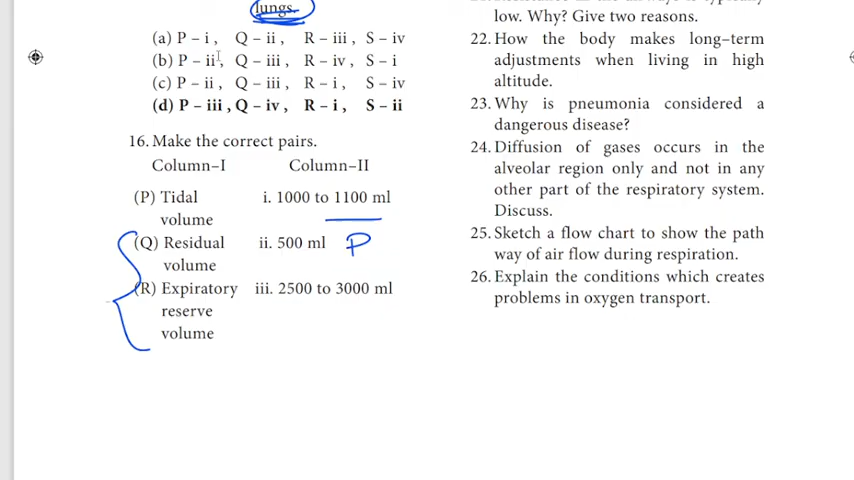 lungs.
(a) P – i , Q – ii , R – iii , S – iv
(b) P – ii , Q – iii , R – iv , S – i
(c) P – ii , Q – iii , R – i , S – iv
(d) P – iii , Q – iv , R – i , S – ii
16. Make the correct pairs.
Column–I Column–II
(P) Tidal i. 1000 to 1100 ml
volume
(Q) Residual ii. 500 ml P
volume
(R) Expiratory iii. 2500 to 3000 ml
reserve
volume
low. Why? Give two reasons.
22. How the body makes long–term
adjustments when living in high
altitude.
23. Why is pneumonia considered a
dangerous disease?
24. Diffusion of gases occurs in the
alveolar region only and not in any
other part of the respiratory system.
Discuss.
25. Sketch a flow chart to show the path
way of air flow during respiration.
26. Explain the conditions which creates
problems in oxygen transport.